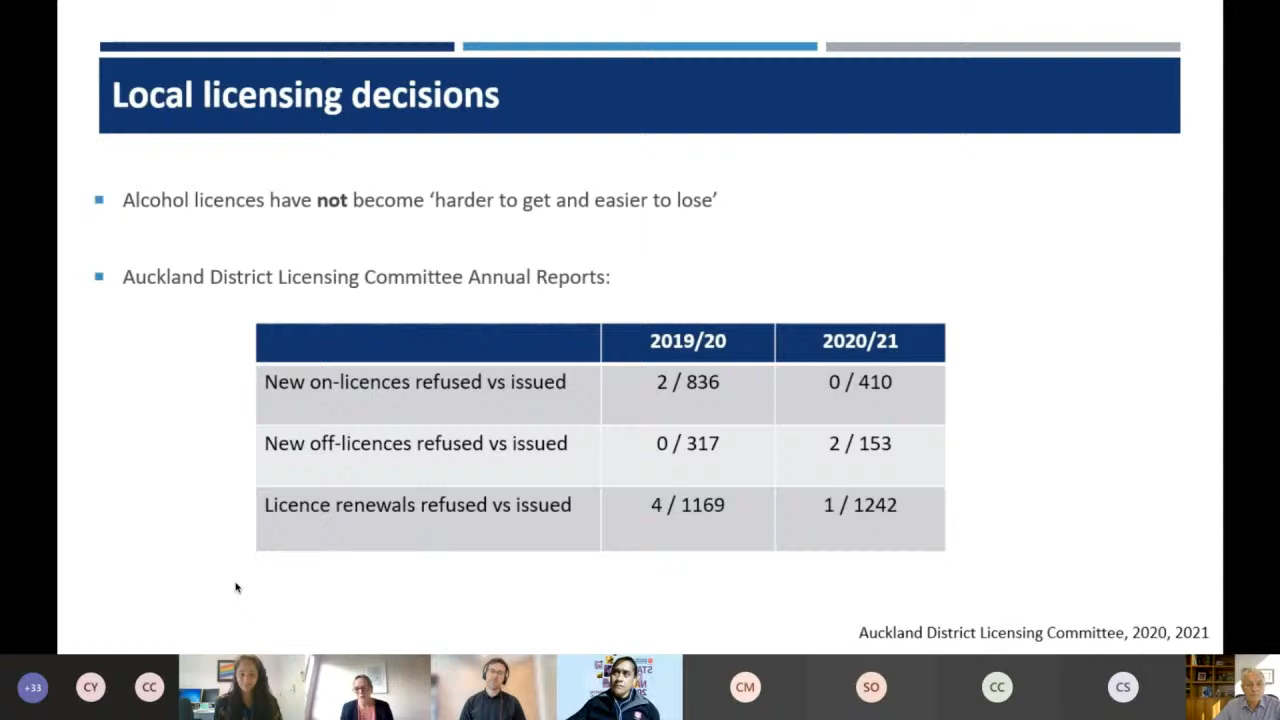 Local licensing decisions
Alcohol licences have not become ‘harder to get and easier to lose’
Auckland District Licensing Committee Annual Reports:
2019/20 2020/21
New on-licences refused vs issued 2 / 836 0 / 410
New off-licences refused vs issued 0 / 317 2 / 153
Licence renewals refused vs issued 4 / 1169 1 / 1242
Auckland District Licensing Committee, 2020, 2021
+33 CY CC CM SO CC CS